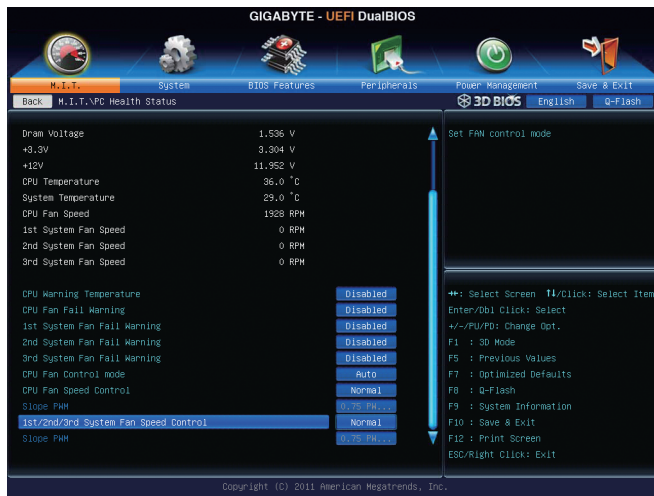 GIGABYTE - UEFI DualBIOS
M.I.T. System BIOS Features Peripherals Power Management Save & Exit
Back M.I.T.\PC Health Status 3D BIOS English Q-Flash
Dram Voltage 1.536 V
+3.3V 3.304 V
+12V 11.952 V
CPU Temperature 36.0 °C
System Temperature 29.0 °C
CPU Fan Speed 1928 RPM
1st System Fan Speed 0 RPM
2nd System Fan Speed 0 RPM
3rd System Fan Speed 0 RPM
CPU Warning Temperature Disabled
CPU Fan Fail Warning Disabled
1st System Fan Fail Warning Disabled
2nd System Fan Fail Warning Disabled
3rd System Fan Fail Warning Disabled
CPU Fan Control mode Auto
CPU Fan Speed Control Normal
Slope PWM 0.75 PW...
1st/2nd/3rd System Fan Speed Control Normal
Slope PWM 0.75 PW...
Set FAN control mode
→←: Select Screen ↑↓/Click: Select Item
Enter/Dbl Click: Select
+/-/PU/PD: Change Opt.
F1 : 3D Mode
F5 : Previous Values
F7 : Optimized Defaults
F8 : Q-Flash
F9 : System Information
F10 : Save & Exit
F12 : Print Screen
ESC/Right Click: Exit
Copyright (C) 2011 American Megatrends, Inc.